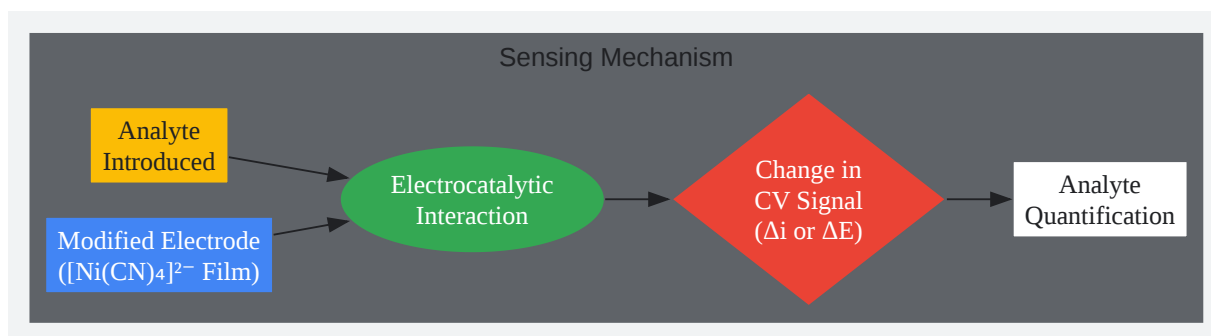 Sensing Mechanism
Analyte
Introduced
Modified Electrode
([Ni(CN)₄]²⁻ Film)
Electrocatalytic
Interaction
Change in
CV Signal
(Δi or ΔE)
Analyte
Quantification